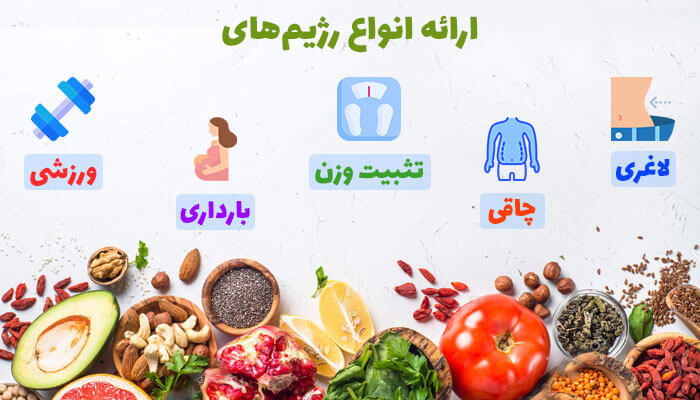 ارائه انواع رژیم‌های
لاغری
چاقی
تثبیت وزن
بارداری
ورزشی